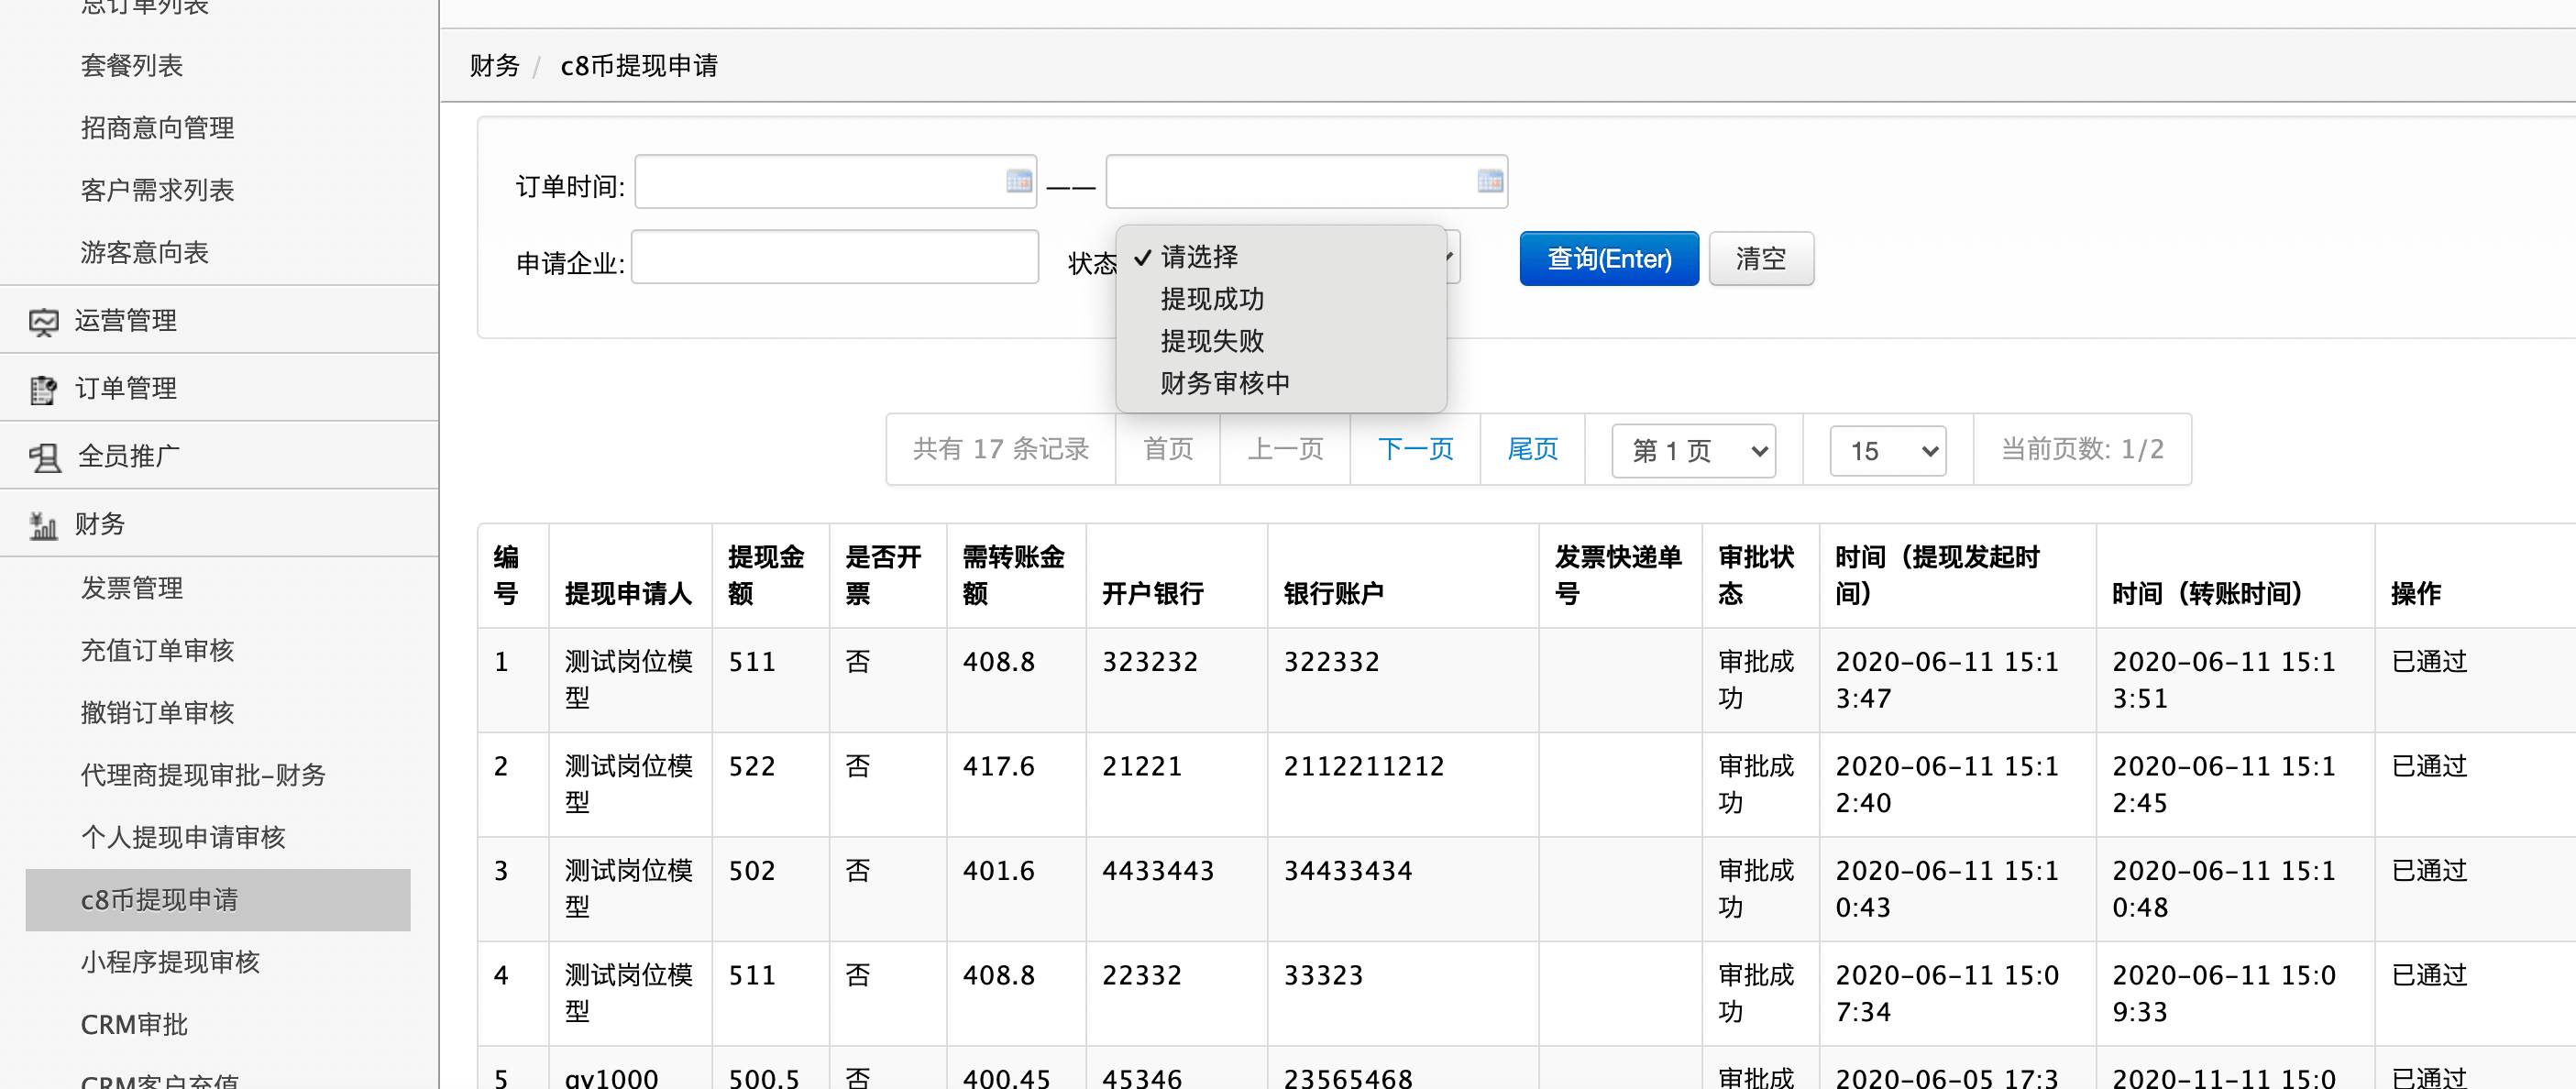 总订单列表
套餐列表
招商意向管理
客户需求列表
游客意向表
运营管理
订单管理
全员推广
财务
发票管理
充值订单审核
撤销订单审核
代理商提现审批-财务
个人提现申请审核
c8币提现申请
小程序提现审核
CRM审批
CRM客户充值
财务 / c8币提现申请
订单时间: ——
申请企业: 状态
✓ 请选择
提现成功
提现失败
财务审核中
查询(Enter) 清空
共有 17 条记录 首页 上一页 下一页 尾页 第 1 页 15 当前页数: 1/2
编号 提现申请人 提现金额 是否开票 需转账金额 开户银行 银行账户 发票快递单号 审批状态 时间（提现发起时间） 时间（转账时间） 操作
1 测试岗位模型 511 否 408.8 323232 322332 审批成功 2020-06-11 15:13:47 2020-06-11 15:13:51 已通过
2 测试岗位模型 522 否 417.6 21221 2112211212 审批成功 2020-06-11 15:12:40 2020-06-11 15:12:45 已通过
3 测试岗位模型 502 否 401.6 4433443 34433434 审批成功 2020-06-11 15:10:43 2020-06-11 15:10:48 已通过
4 测试岗位模型 511 否 408.8 22332 33323 审批成功 2020-06-11 15:07:34 2020-06-11 15:09:33 已通过
5 qy1000 500.5 否 400.45 45346 23565468 审批成 2020-06-05 17:3 2020-11-11 15:0 已通过